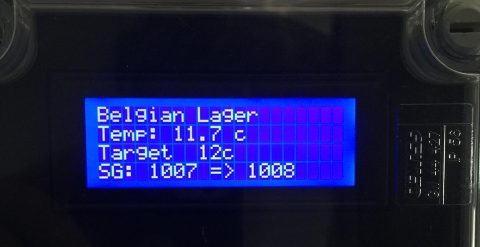 Belgian Lager
Temp: 11.7 c
Target 12c
SG: 1007 => 1008